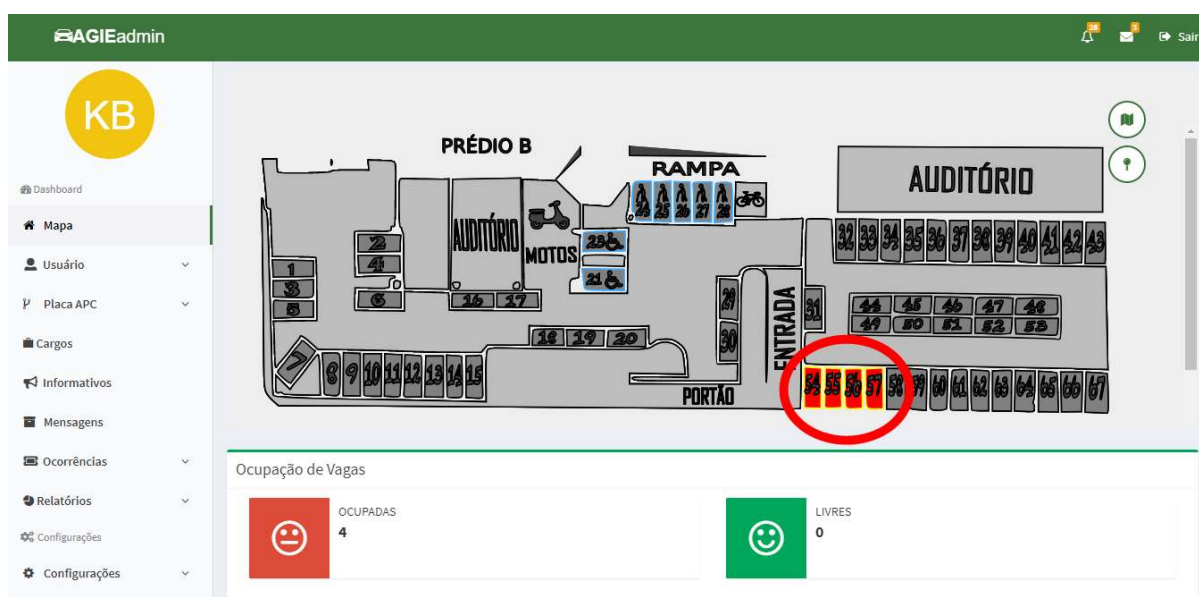 AGIEadmin
28
3
Sair
KB
Dashboard
Mapa
Usuário
Placa APC
Cargos
Informativos
Mensagens
Ocorrências
Relatórios
Configurações
Configurações
PRÉDIO B
RAMPA
AUDITÓRIO
24 25 26 27 28
AUDITÓRIO
MOTOS
23
21
32 33 34 35 36 37 38 39 40 41 42 43
2
4
6
1
3
5
16 17
29
30
ENTRADA
31
44 45 46 47 48
49 50 51 52 53
18 19 20
7
8 9 10 11 12 13 14 15
PORTÃO
54 55 56 57 58 59 60 61 62 63 64 65 66 67
Ocupação de Vagas
OCUPADAS
4
LIVRES
0